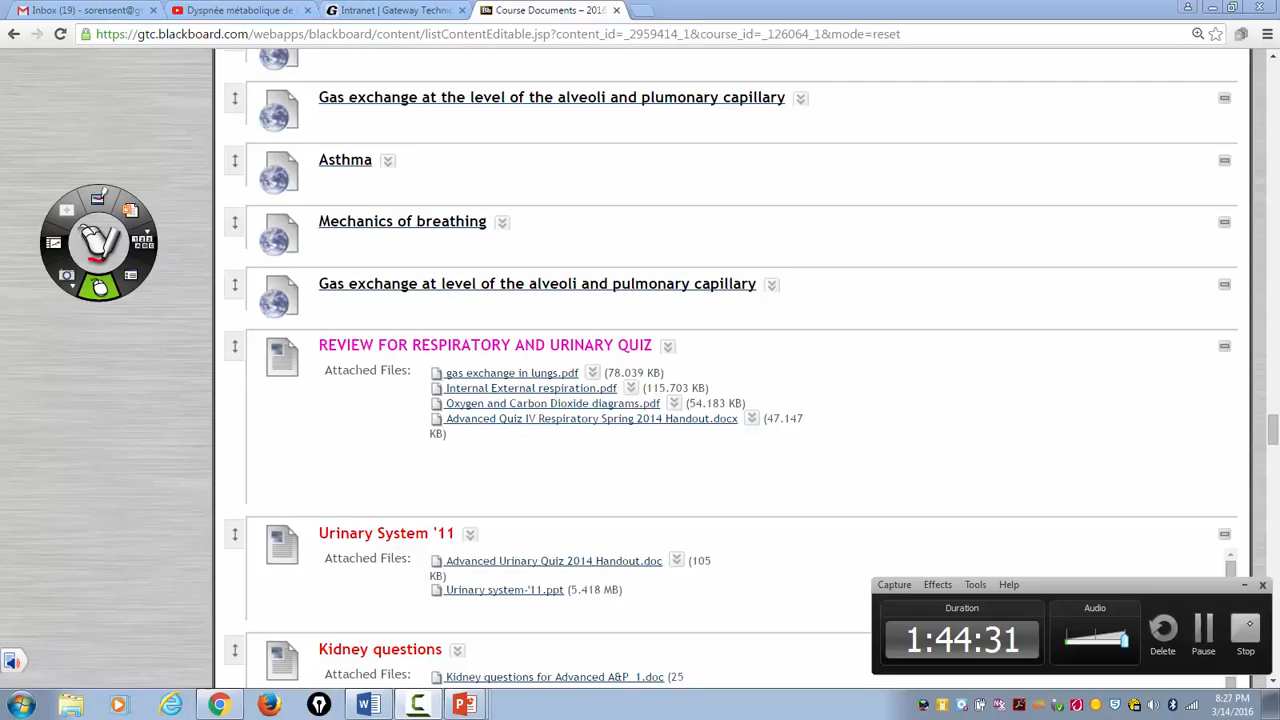 Inbox (0) - sorensent@g
Dyspnée métabolique de
Intranet | Gateway Technic
Course Documents – 2016
https://gtc.blackboard.com/webapps/blackboard/content/listContentEditable.jsp?content_id=_2959414_1&course_id=_126064_1&mode=reset
Gas exchange at the level of the alveoli and plumonary capillary
Asthma
Mechanics of breathing
Gas exchange at level of the alveoli and pulmonary capillary
REVIEW FOR RESPIRATORY AND URINARY QUIZ
Attached Files: gas exchange in lungs.pdf (78.039 KB)
Internal External respiration.pdf (115.703 KB)
Oxygen and Carbon Dioxide diagrams.pdf (54.183 KB)
Advanced Quiz IV Respiratory Spring 2014 Handout.docx (47.147
KB)
Urinary System '11
Attached Files: Advanced Urinary Quiz 2014 Handout.doc (105
KB)
Urinary system-'11.ppt (5.418 MB)
Kidney questions
Attached Files: Kidney questions for Advanced A&P_1.doc (25
Capture Effects Tools Help
Duration Audio
1:44:31
Delete Pause Stop
8:27 PM
3/14/2016